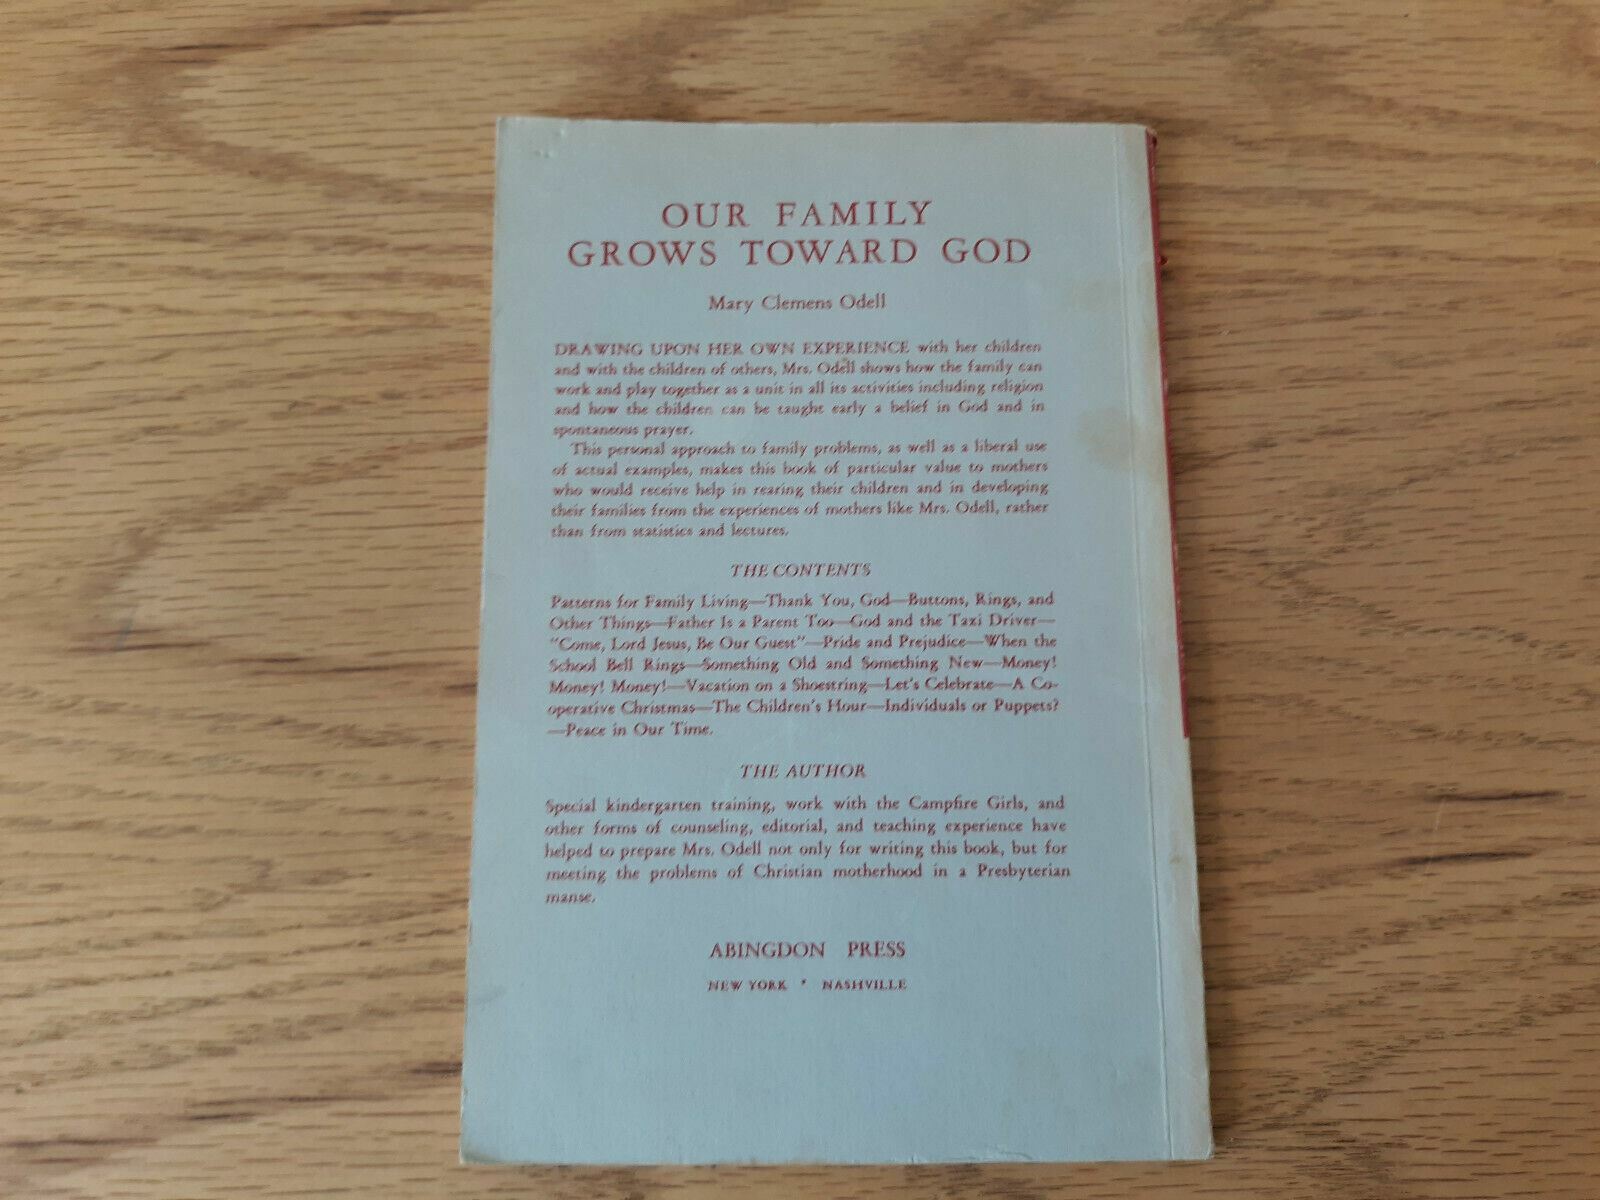 OUR FAMILY
GROWS TOWARD GOD
Mary Clemens Odell
DRAWING UPON HER OWN EXPERIENCE with her children
and with the children of others, Mrs. Odell shows how the family can
work and play together as a unit in all its activities including religion
and how the children can be taught early a belief in God and in
spontaneous prayer.
This personal approach to family problems, as well as a liberal use
of actual examples, makes this book of particular value to mothers
who would receive help in rearing their children and in developing
their families from the experiences of mothers like Mrs. Odell, rather
than from statistics and lectures.
THE CONTENTS
Patterns for Family Living—Thank You, God—Buttons, Rings, and
Other Things—Father Is a Parent Too—God and the Taxi Driver—
"Come, Lord Jesus, Be Our Guest"—Pride and Prejudice—When the
School Bell Rings—Something Old and Something New—Money!
Money! Money!—Vacation on a Shoestring—Let's Celebrate—A Co-
operative Christmas—The Children's Hour—Individuals or Puppets?
—Peace in Our Time.
THE AUTHOR
Special kindergarten training, work with the Campfire Girls, and
other forms of counseling, editorial, and teaching experience have
helped to prepare Mrs. Odell not only for writing this book, but for
meeting the problems of Christian motherhood in a Presbyterian
manse.
ABINGDON PRESS
NEW YORK • NASHVILLE